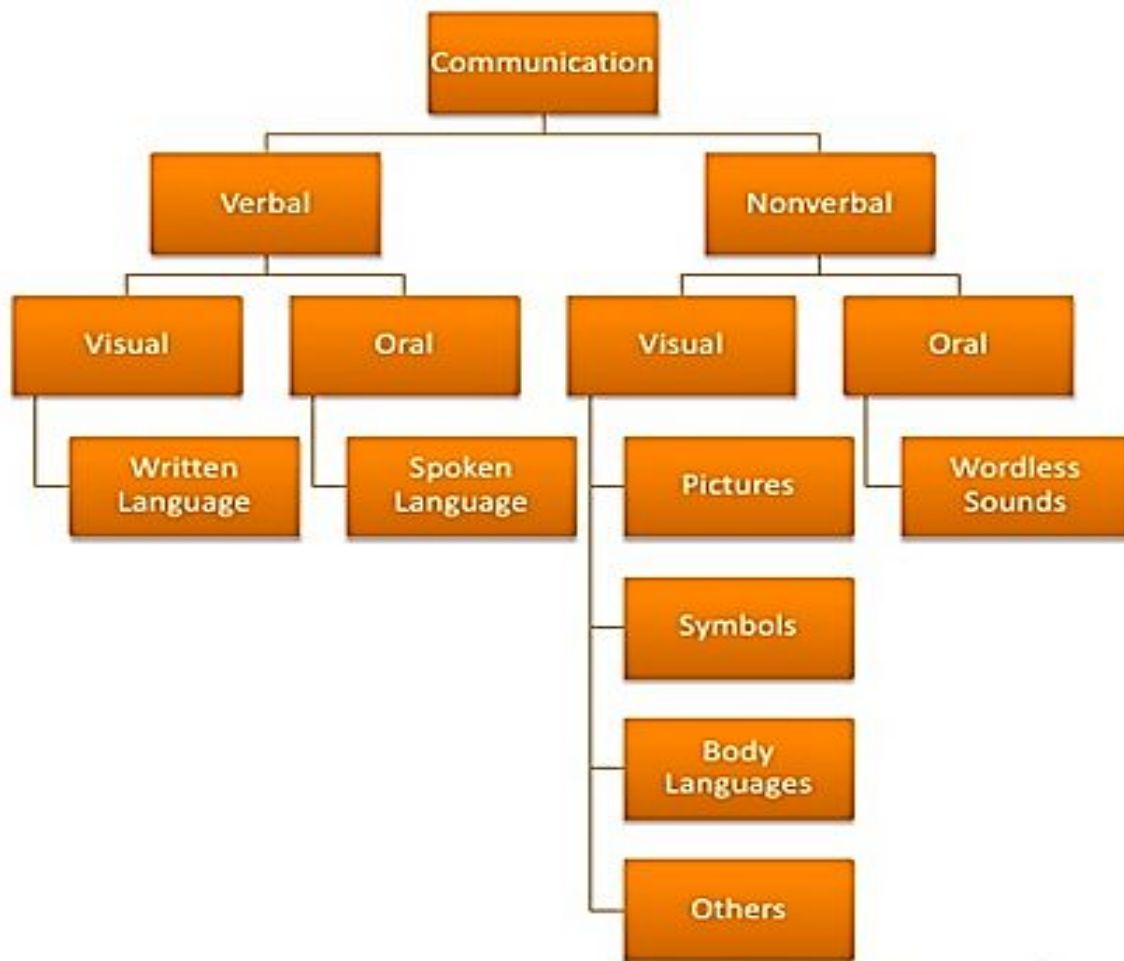 Communication
Verbal
Nonverbal
Visual
Oral
Visual
Oral
Written
Language
Spoken
Language
Pictures
Wordless
Sounds
Symbols
Body
Languages
Others